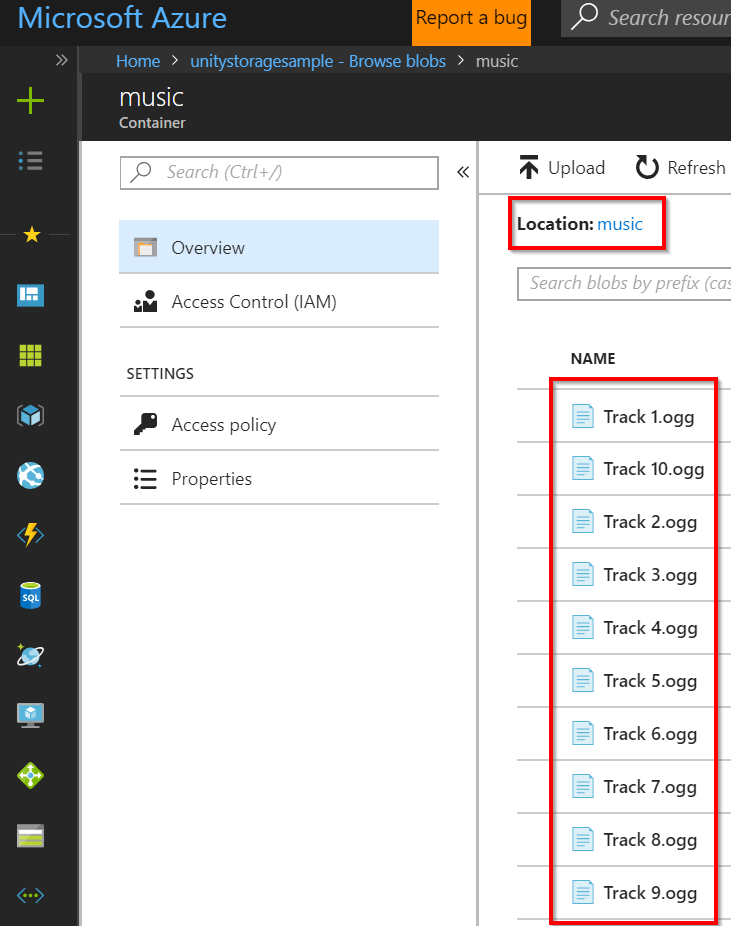 Microsoft Azure
Report a bug
Search resour
Home > unitystoragesample - Browse blobs > music
music
Container
Search (Ctrl+/)
Overview
Access Control (IAM)
SETTINGS
Access policy
Properties
Upload
Refresh
Location: music
Search blobs by prefix (cas
NAME
Track 1.ogg
Track 10.ogg
Track 2.ogg
Track 3.ogg
Track 4.ogg
Track 5.ogg
Track 6.ogg
Track 7.ogg
Track 8.ogg
Track 9.ogg
SQL